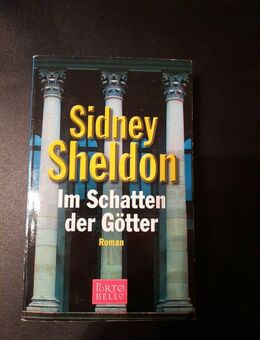 Sidney
Sheldon
Im Schatten
der Götter
Roman
PORTO
BELLO